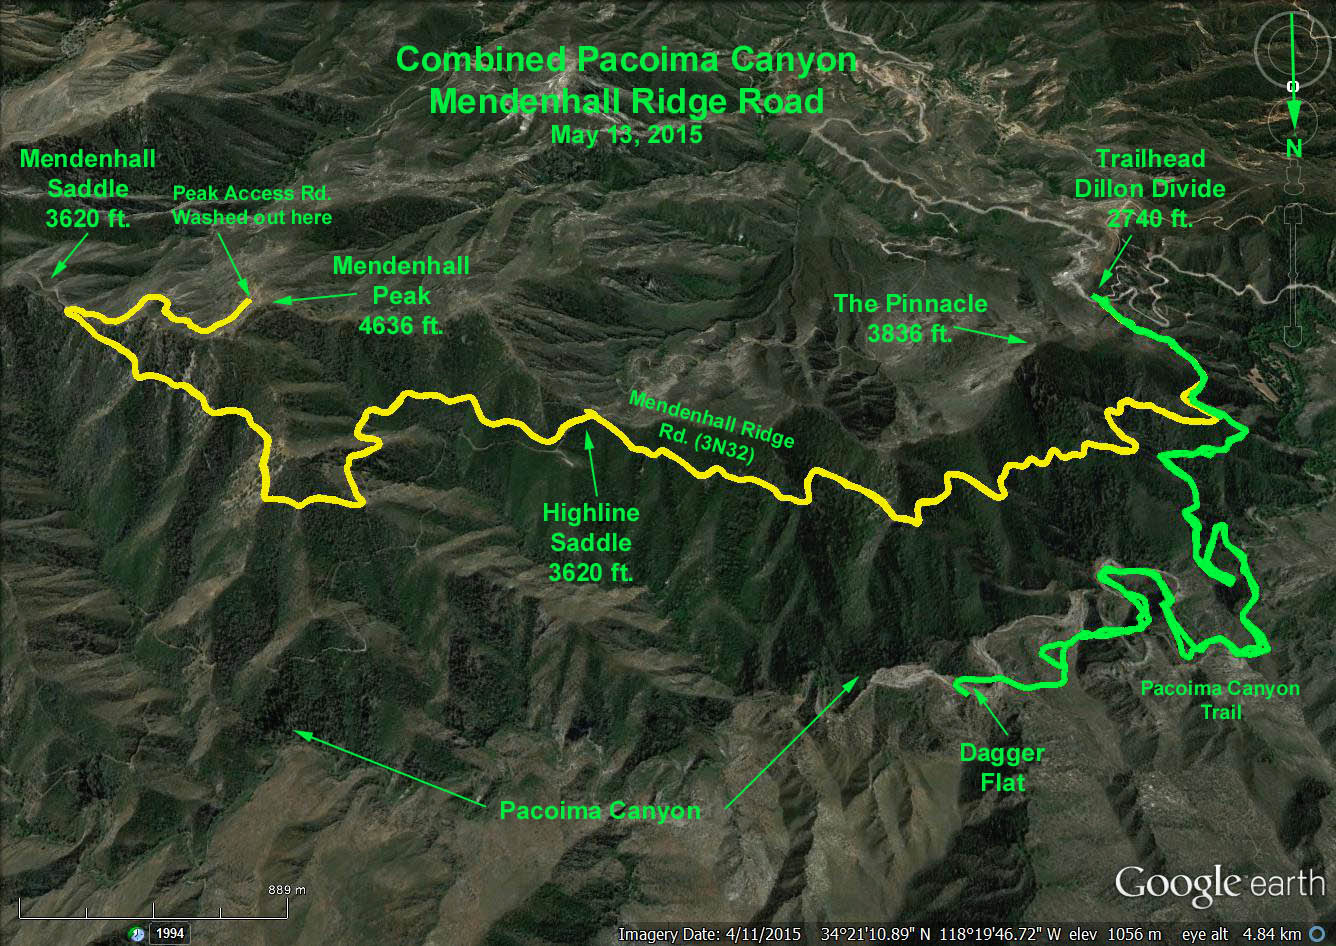 Combined Pacoima Canyon
Mendenhall Ridge Road
May 13, 2015
N
Mendenhall
Saddle
3620 ft.
Peak Access Rd.
Washed out here
Mendenhall
Peak
4636 ft.
Trailhead
Dillon Divide
2740 ft.
The Pinnacle
3836 ft.
Mendenhall Ridge
Rd. (3N32)
Highline
Saddle
3620 ft.
Pacoima Canyon
Trail
Dagger
Flat
Pacoima Canyon
Google earth
889 m
1994
Imagery Date: 4/11/2015 34°21'10.89" N 118°19'46.72" W elev 1056 m eye alt 4.84 km